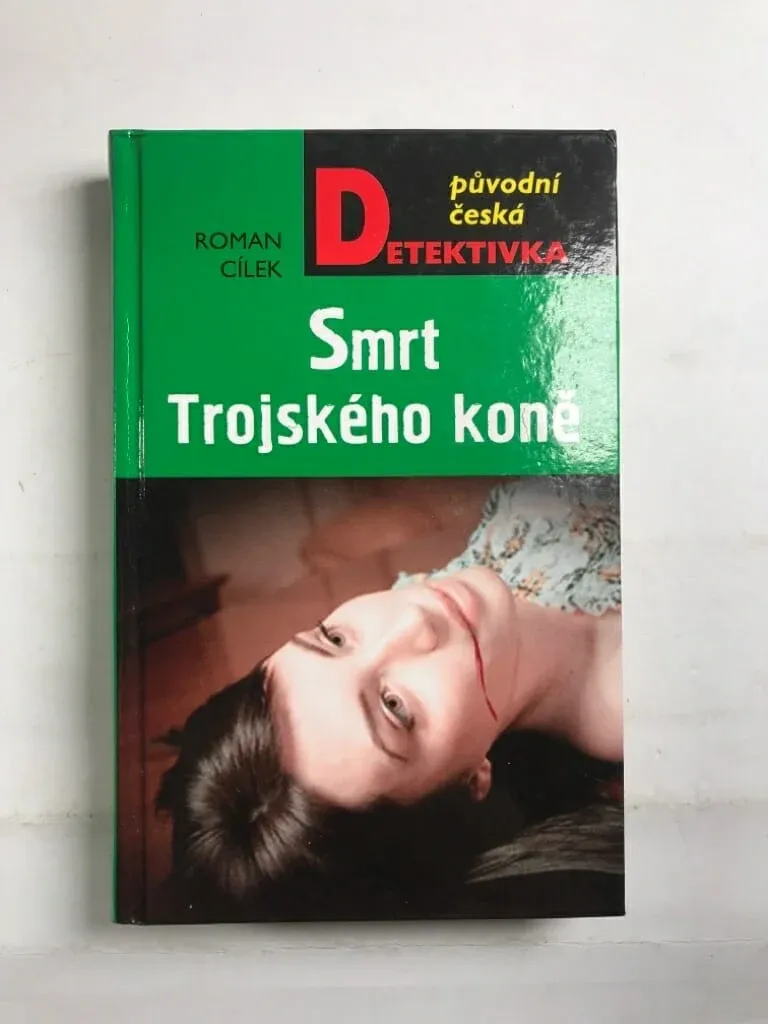 ROMAN
CÍLEK
původní
česká
DETEKTIVKA
Smrt
Trojského koně